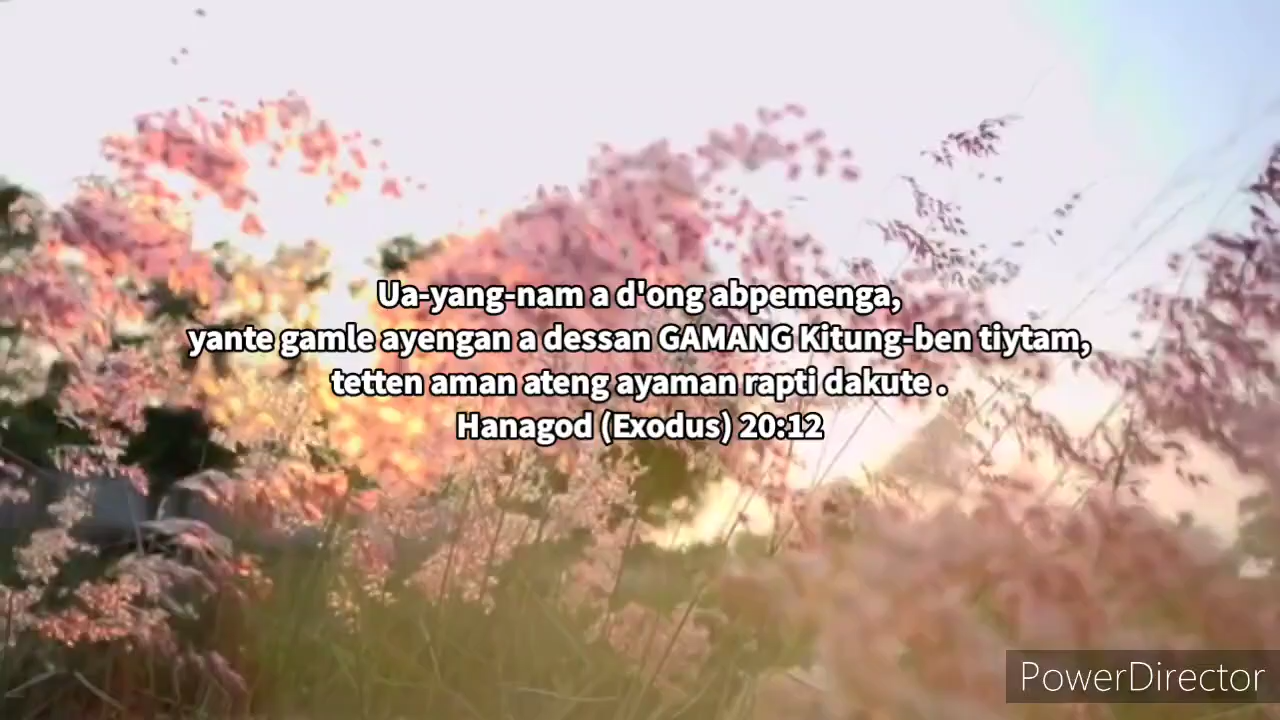 Ua-yang-nam a d'ong abpemenga,
yante gamle ayengan a dessan GAMANG Kitung-ben tiytam,
tetten aman ateng ayaman rapti dakute .
Hanagod (Exodus) 20:12
PowerDirector